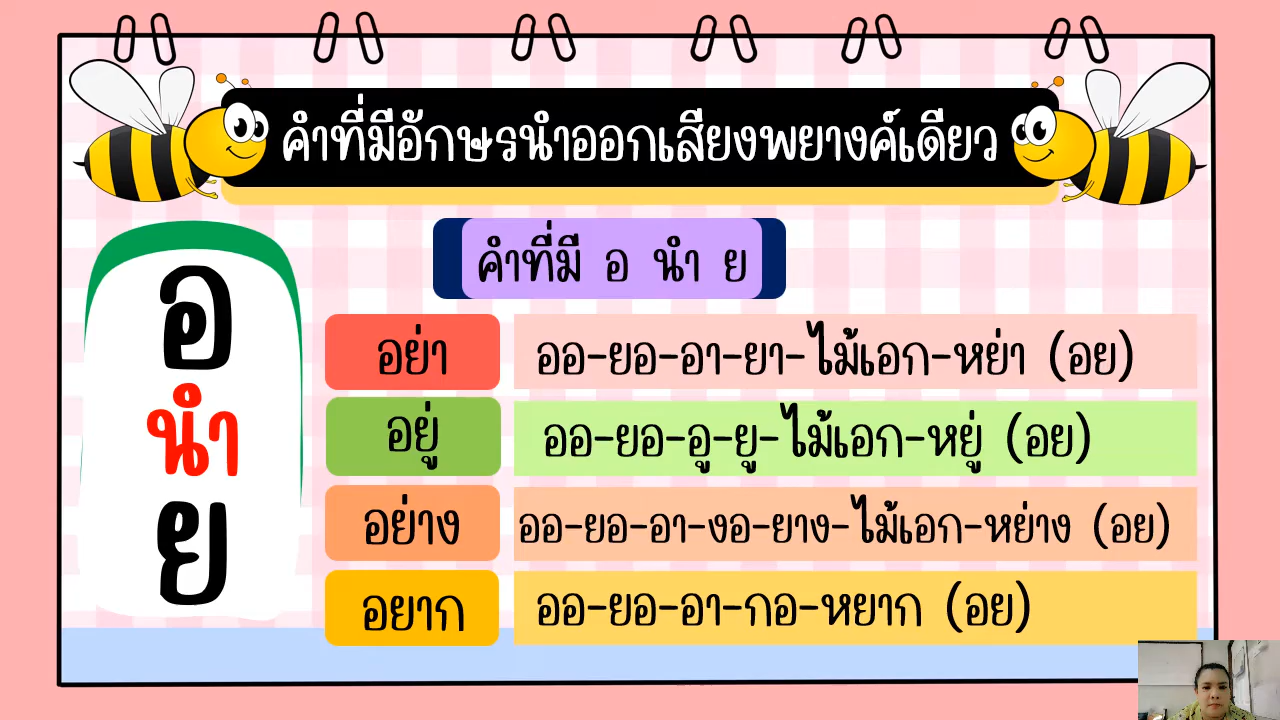 คำที่มีอักษรนำออกเสียงพยางค์เดียว
คำที่มี อ นำ ย
อ
นำ
ย
อย่า ออ-ยอ-อา-ยา-ไม้เอก-หย่า (อย)
อยู่ ออ-ยอ-อู-ยู-ไม้เอก-หยู่ (อย)
อย่าง ออ-ยอ-อา-งอ-ยาง-ไม้เอก-หย่าง (อย)
อยาก ออ-ยอ-อา-กอ-หยาก (อย)